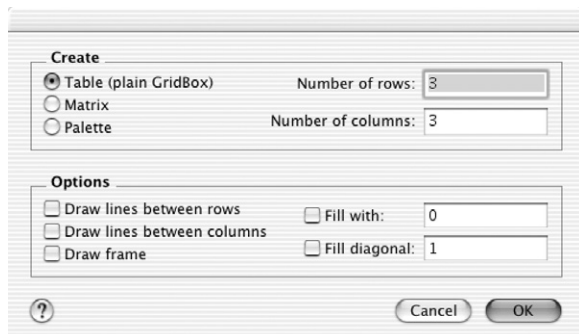 Create
Table (plain GridBox)
Matrix
Palette
Number of rows: 3
Number of columns: 3
Options
Draw lines between rows
Draw lines between columns
Draw frame
Fill with: 0
Fill diagonal: 1
?
Cancel
OK